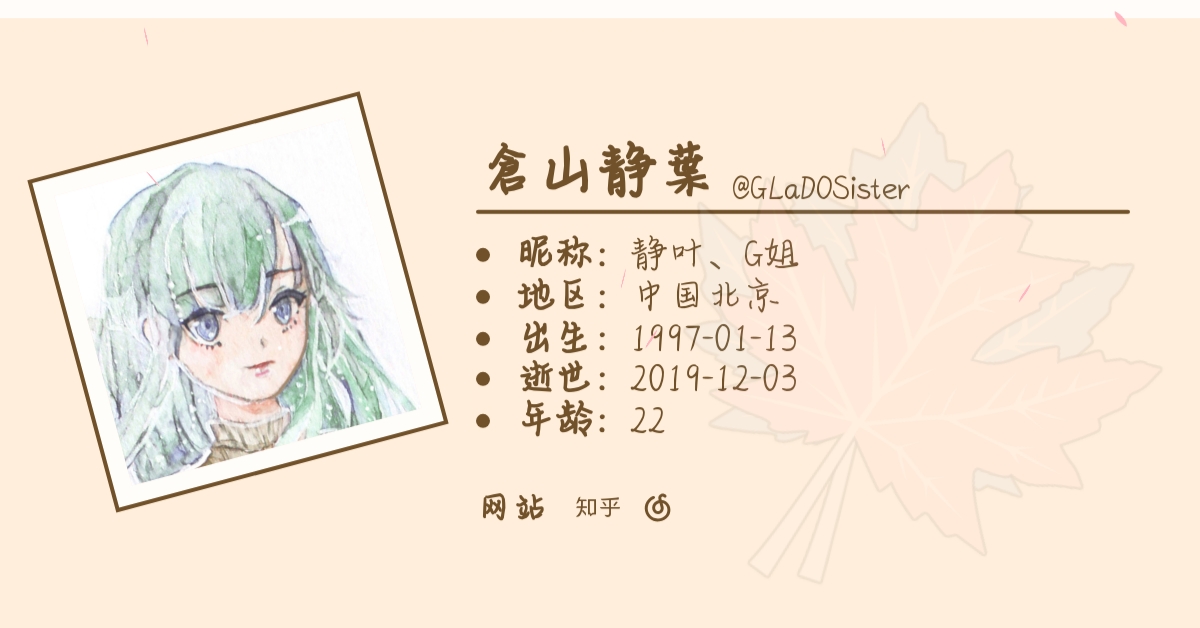 倉山静葉 @GLaDOSister
昵称：静叶、G姐
地区：中国北京
出生：1997-01-13
逝世：2019-12-03
年龄：22
网站 知乎